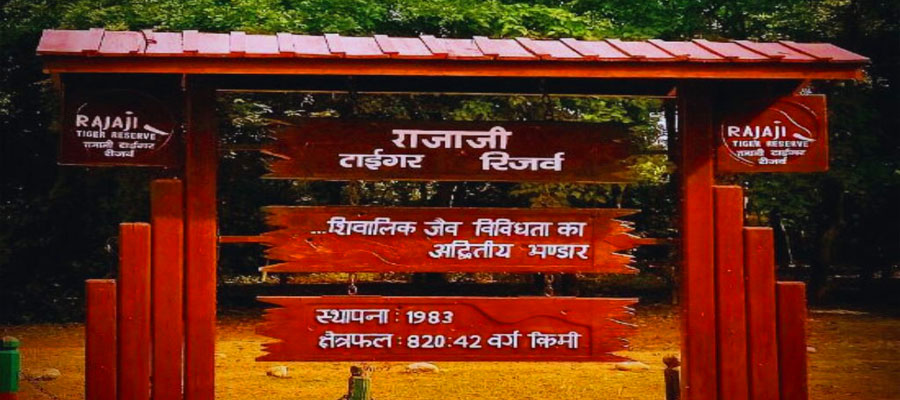 RAJAJI
TIGER RESERVE
राजाजी टाईगर
रिजर्व
राजाजी
टाईगर रिजर्व
...शिवालिक जैव विविधता का
अद्वितीय भण्डार
स्थापना : 1983
क्षेत्रफल : 820.42 वर्ग किमी
RAJAJI
TIGER RESERVE
राजाजी टाईगर
रिजर्व